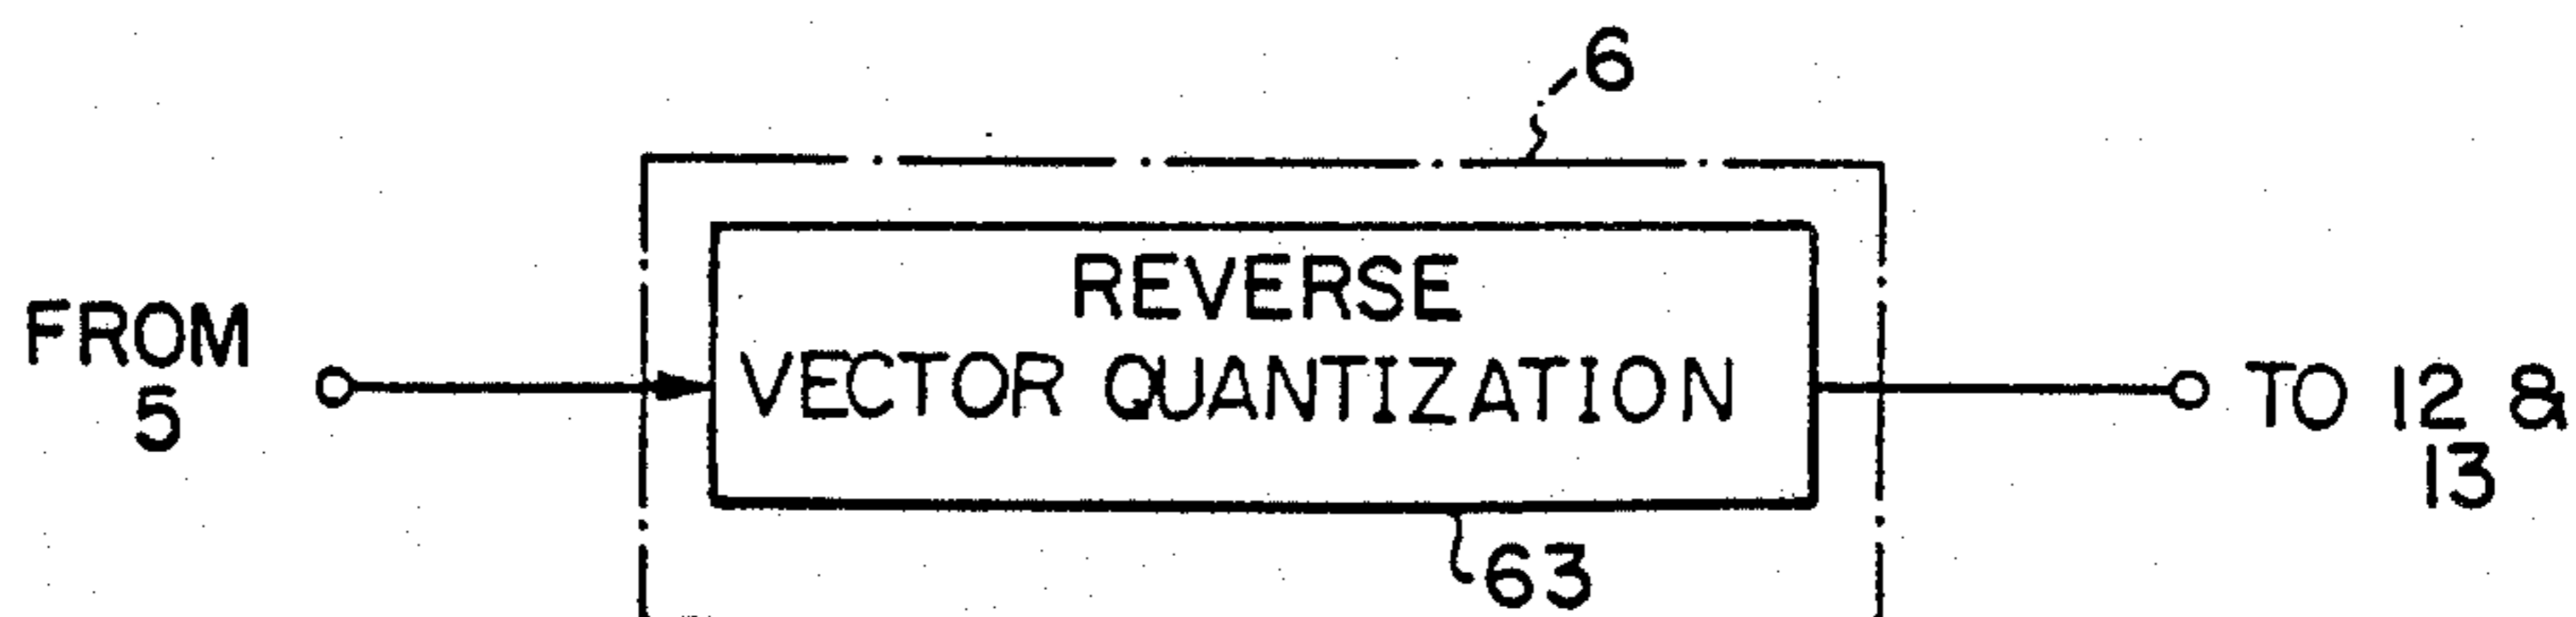 6
REVERSE
VECTOR QUANTIZATION
FROM
5
TO 12 &
13
63